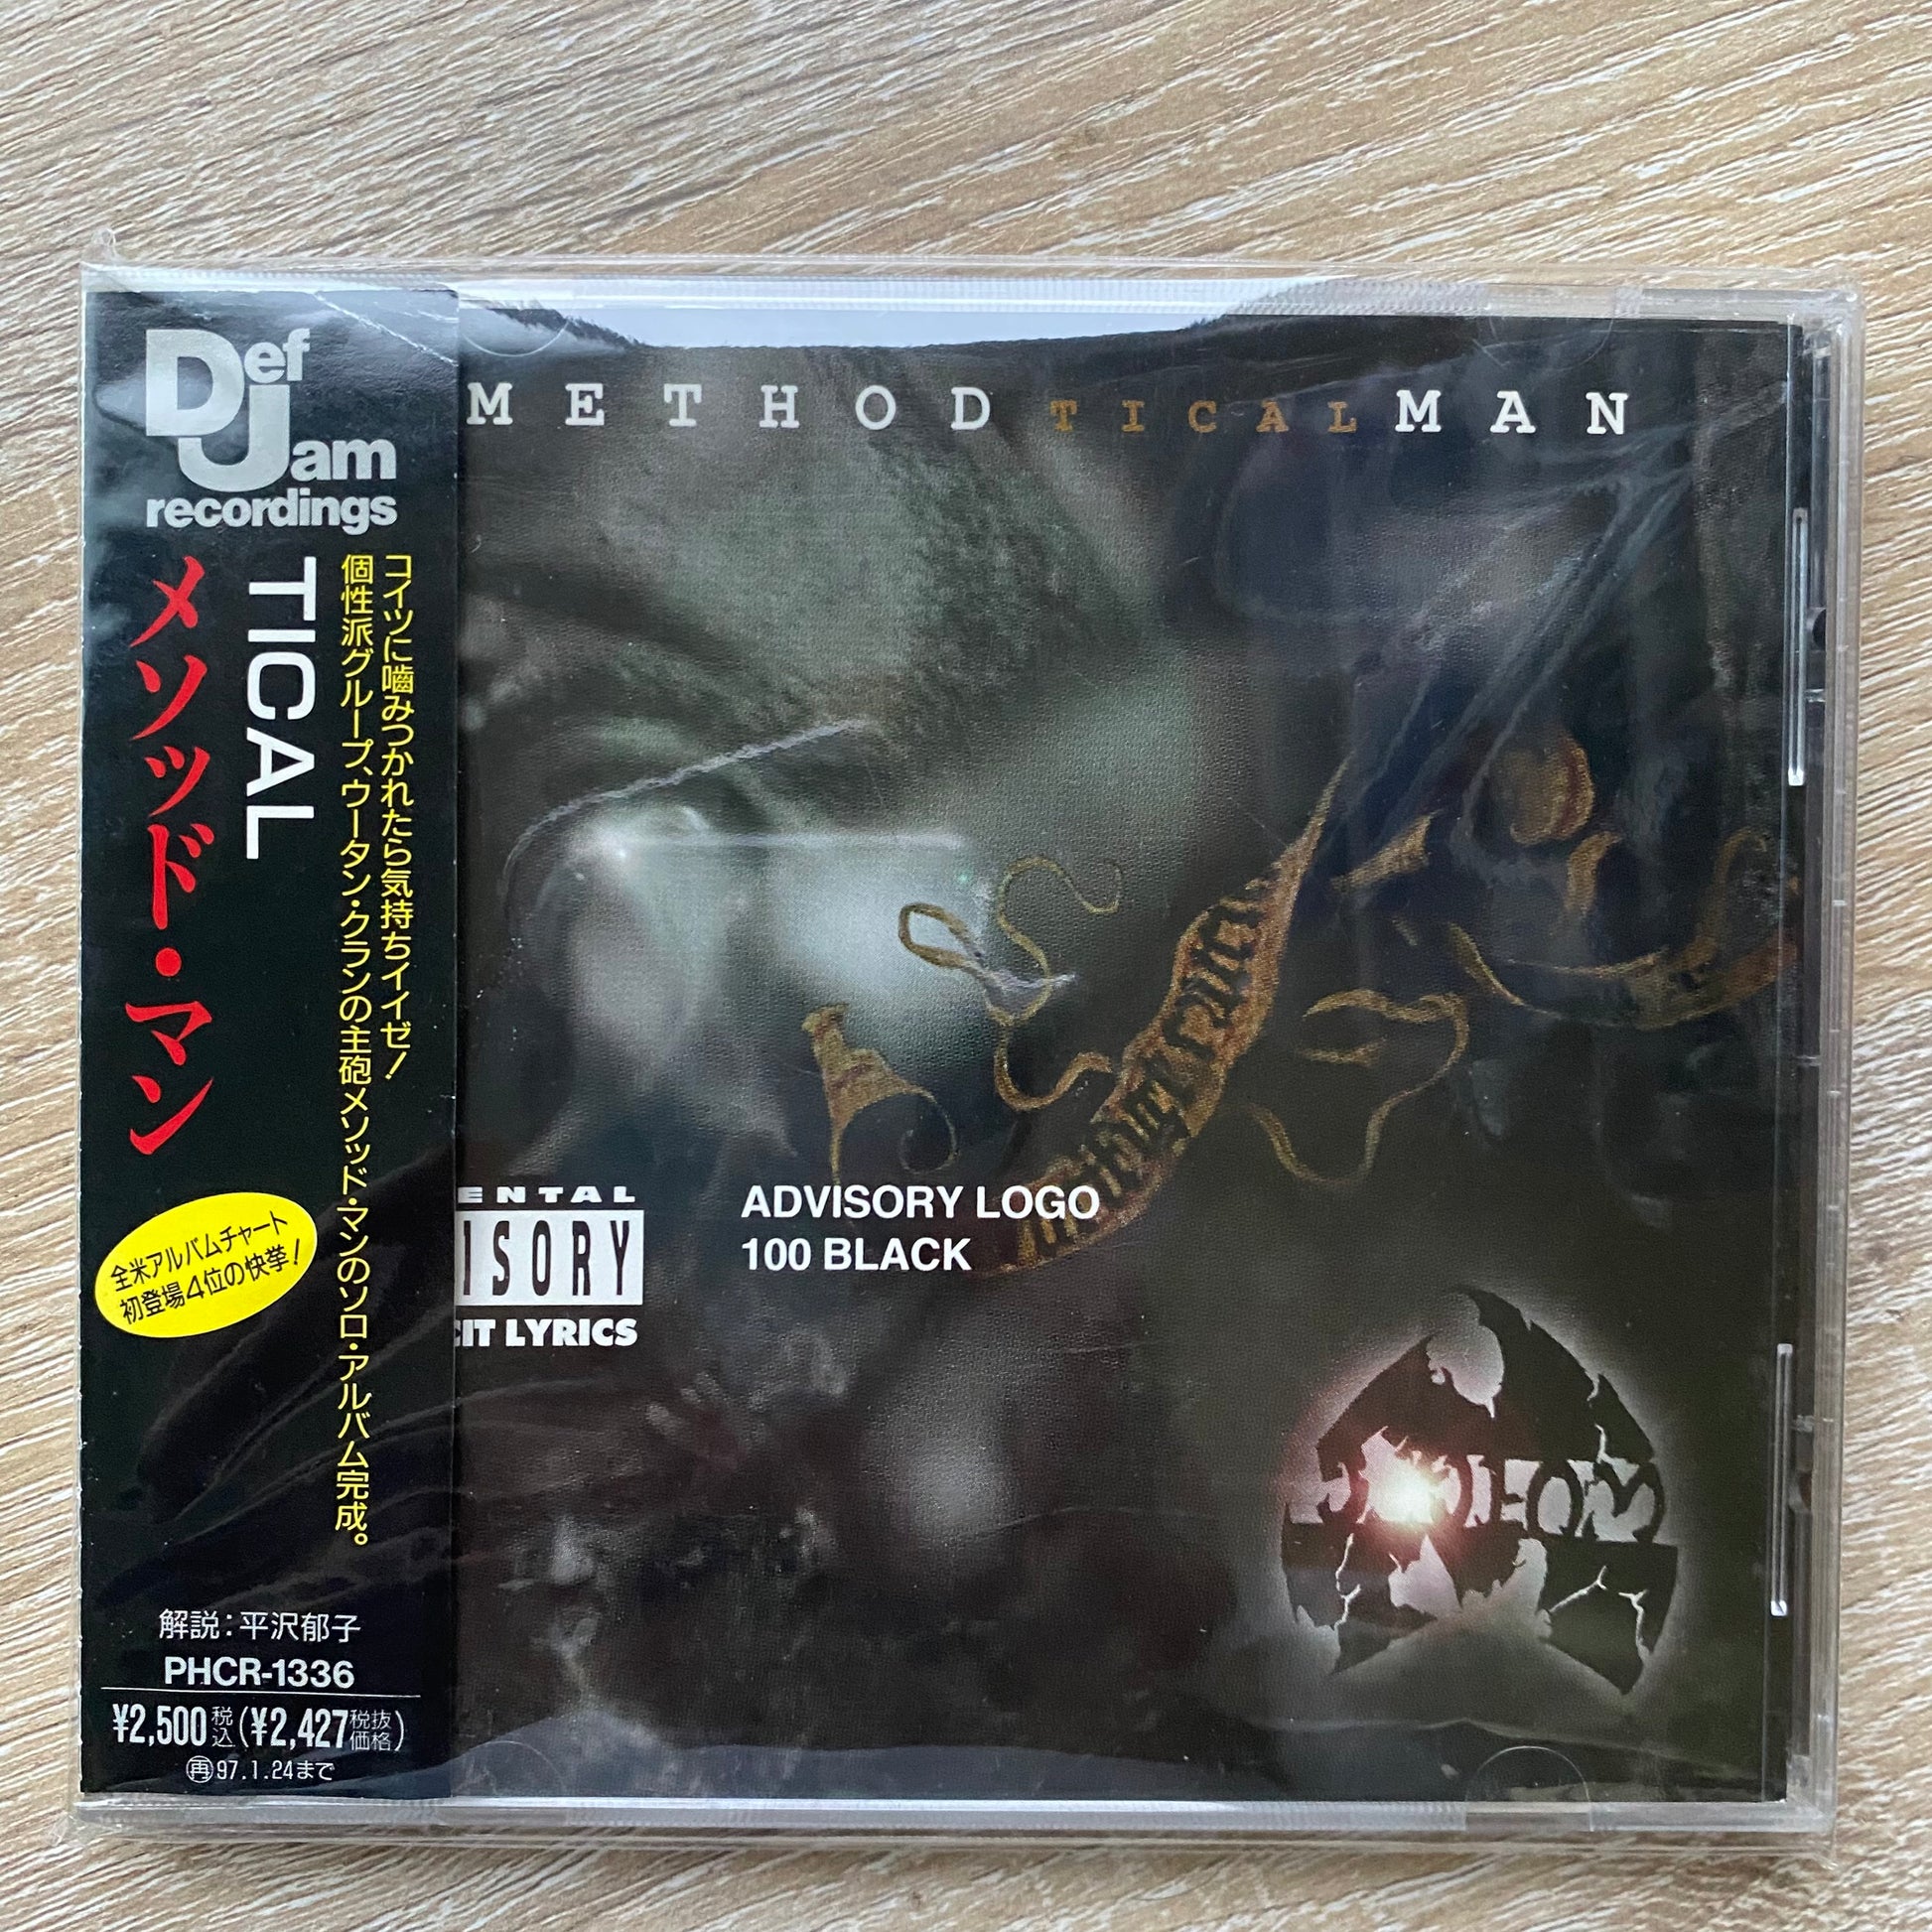 Def Jam
recordings
コイツに嚙みつかれたら気持ちイイゼ!
個性派グループ、ウータン・クランの主砲メソッド・マンのソロ・アルバム完成。
TICAL
メソッド・マン
全米アルバムチャート
初登場4位の快挙!
解説:平沢郁子
PHCR-1336
¥2,500税込(¥2,427税抜価格)
再97.1.24まで
METHOD TICAL MAN
ENTAL
ISORY
CIT LYRICS
ADVISORY LOGO
100 BLACK